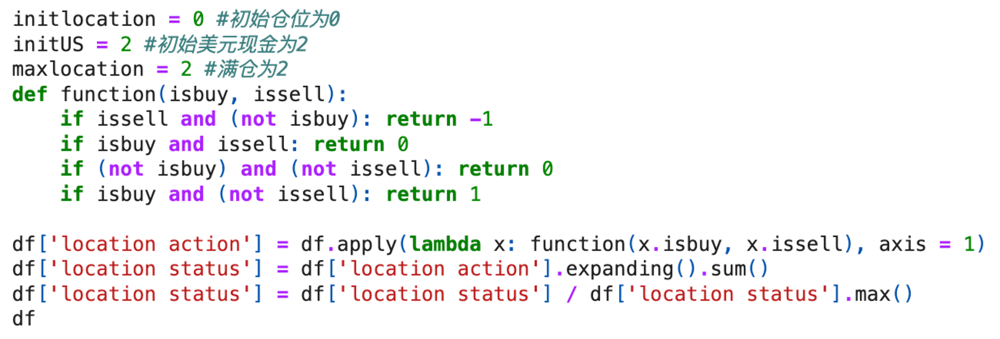 initlocation = 0 #初始仓位为0
initUS = 2 #初始美元现金为2
maxlocation = 2 #满仓为2
def function(isbuy, issell):
    if issell and (not isbuy): return -1
    if isbuy and issell: return 0
    if (not isbuy) and (not issell): return 0
    if isbuy and (not issell): return 1

df['location action'] = df.apply(lambda x: function(x.isbuy, x.issell), axis = 1)
df['location status'] = df['location action'].expanding().sum()
df['location status'] = df['location status'] / df['location status'].max()
df